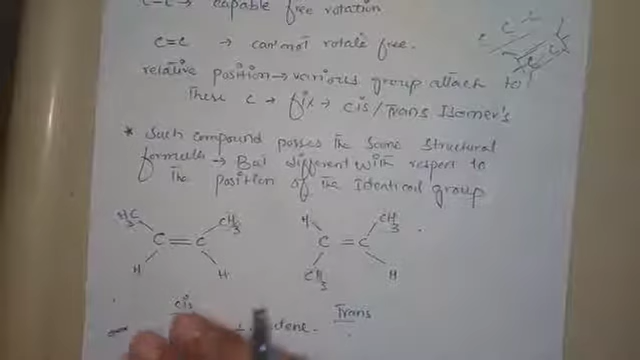 C-C → capable free rotation
C=C → can not rotate free.
relative position → various group attach to
These C → fix → cis/Trans Isomer's
* Such compound posses the same structural
formula → But different with respect to
The position of the Identical group
H3C CH3 H CH3
C=C C=C
H H CH3 H
cis Trans